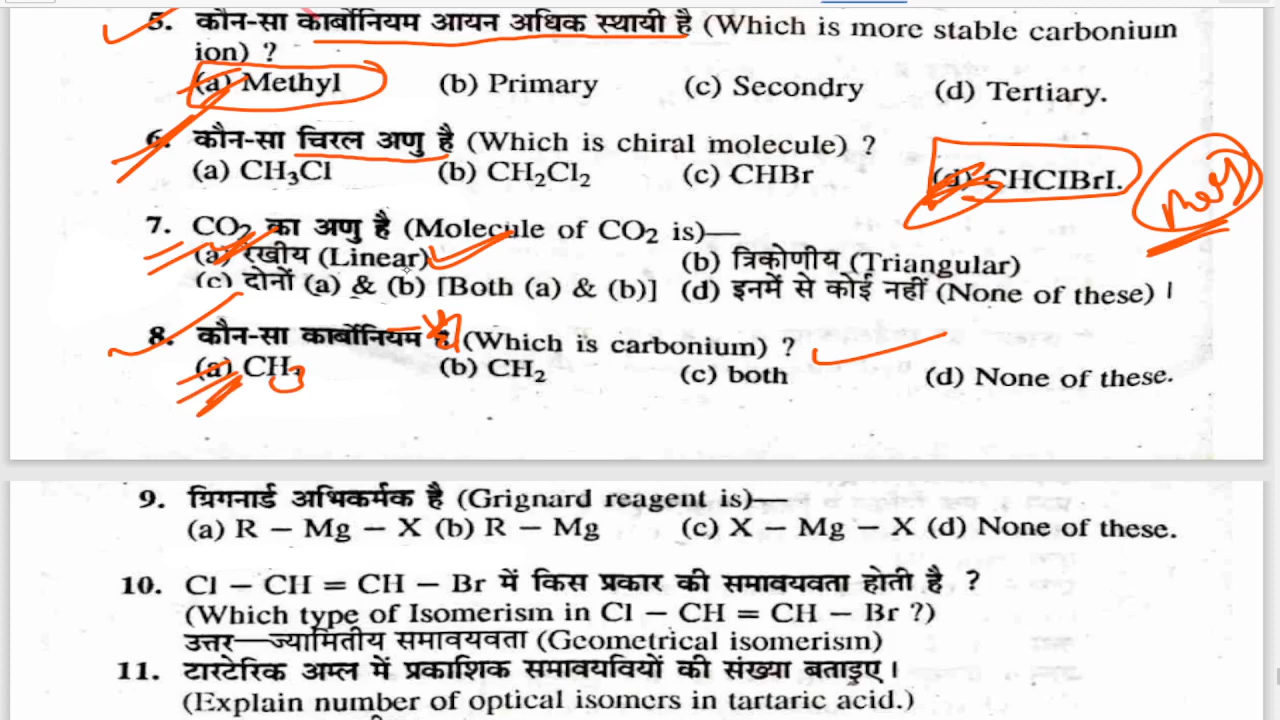 5. कौन-सा कार्बोनियम आयन अधिक स्थायी है (Which is more stable carbonium
ion) ?
(a) Methyl (b) Primary (c) Secondry (d) Tertiary.
6. कौन-सा चिरल अणु है (Which is chiral molecule) ?
(a) CH₃Cl (b) CH₂Cl₂ (c) CHBr (d) CHClBrI.
7. CO₂ का अणु है (Molecule of CO₂ is)—
(a) रेखीय (Linear) (b) त्रिकोणीय (Triangular)
(c) दोनों (a) & (b) [Both (a) & (b)] (d) इनमें से कोई नहीं (None of these) ।
8. कौन-सा कार्बोनियम है (Which is carbonium) ?
(a) CH₃ (b) CH₂ (c) both (d) None of these.
9. ग्रिगनार्ड अभिकर्मक है (Grignard reagent is)—
(a) R – Mg – X (b) R – Mg (c) X – Mg – X (d) None of these.
10. Cl – CH = CH – Br में किस प्रकार की समावयवता होती है ?
(Which type of Isomerism in Cl – CH = CH – Br ?)
उत्तर—ज्यामितीय समावयवता (Geometrical isomerism)
11. टारटेरिक अम्ल में प्रकाशिक समावयवियों की संख्या बताइए।
(Explain number of optical isomers in tartaric acid.)